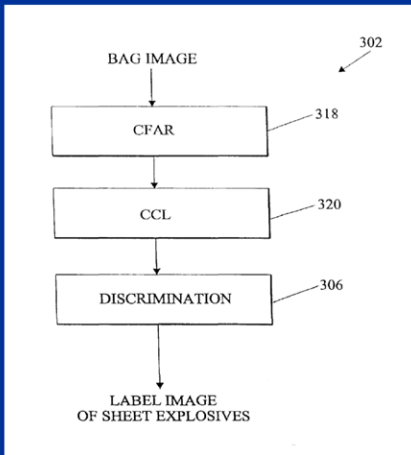 302
BAG IMAGE
CFAR
318
CCL
320
DISCRIMINATION
306
LABEL IMAGE
OF SHEET EXPLOSIVES